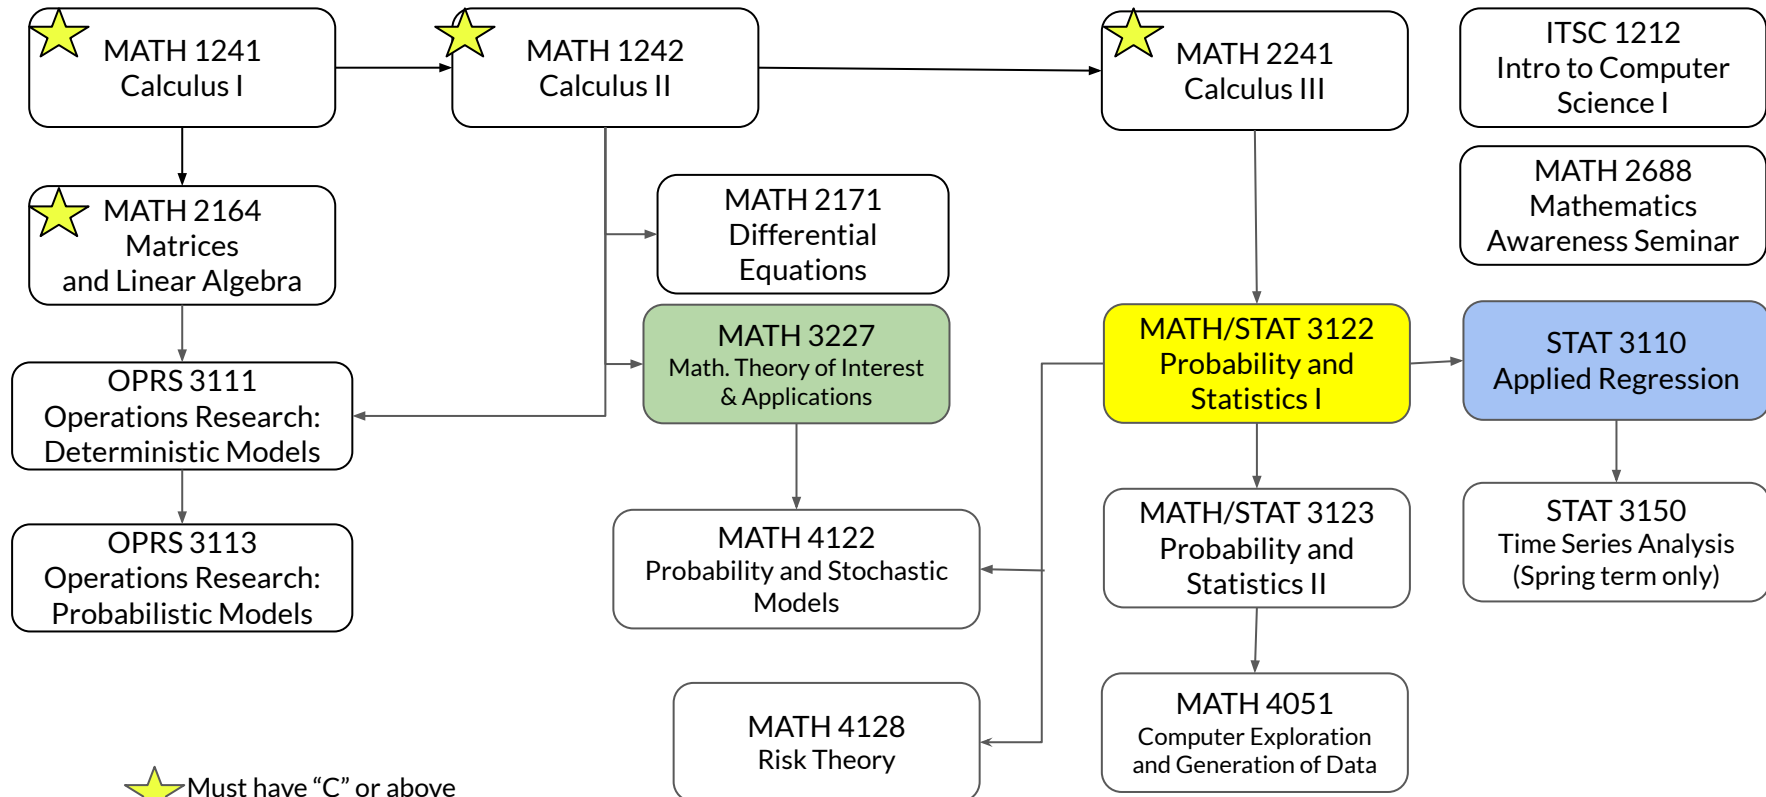 MATH 1241
Calculus I
MATH 1242
Calculus II
MATH 2241
Calculus III
ITSC 1212
Intro to Computer
Science I
MATH 2688
Mathematics
Awareness Seminar
MATH 2164
Matrices
and Linear Algebra
MATH 2171
Differential
Equations
MATH 3227
Math. Theory of Interest
& Applications
MATH/STAT 3122
Probability and
Statistics I
STAT 3110
Applied Regression
OPRS 3111
Operations Research:
Deterministic Models
OPRS 3113
Operations Research:
Probabilistic Models
MATH 4122
Probability and Stochastic
Models
MATH/STAT 3123
Probability and
Statistics II
STAT 3150
Time Series Analysis
(Spring term only)
MATH 4128
Risk Theory
MATH 4051
Computer Exploration
and Generation of Data
Must have “C” or above